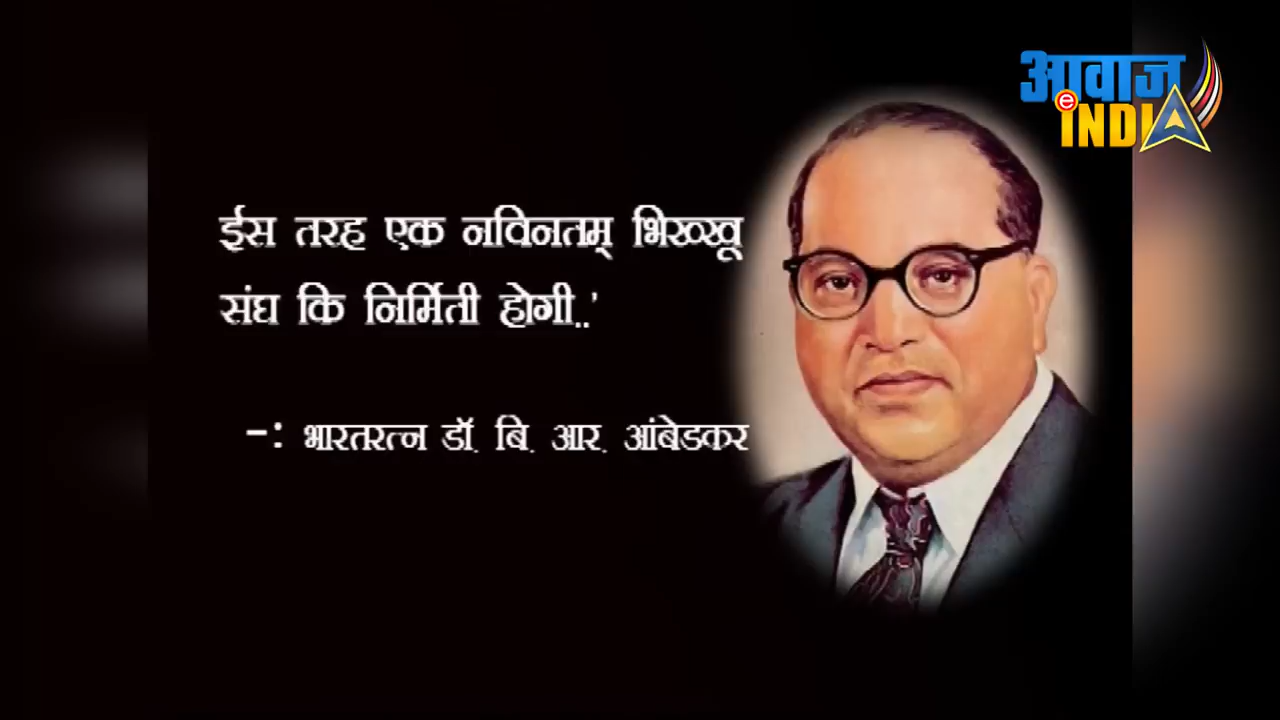 आवाज
e INDIA
ईस तरह एक नविनतम् भिख्खू
संघ कि निर्मिती होगी..'
-: भारतरत्न डॉ. बि. आर. आंबेडकर